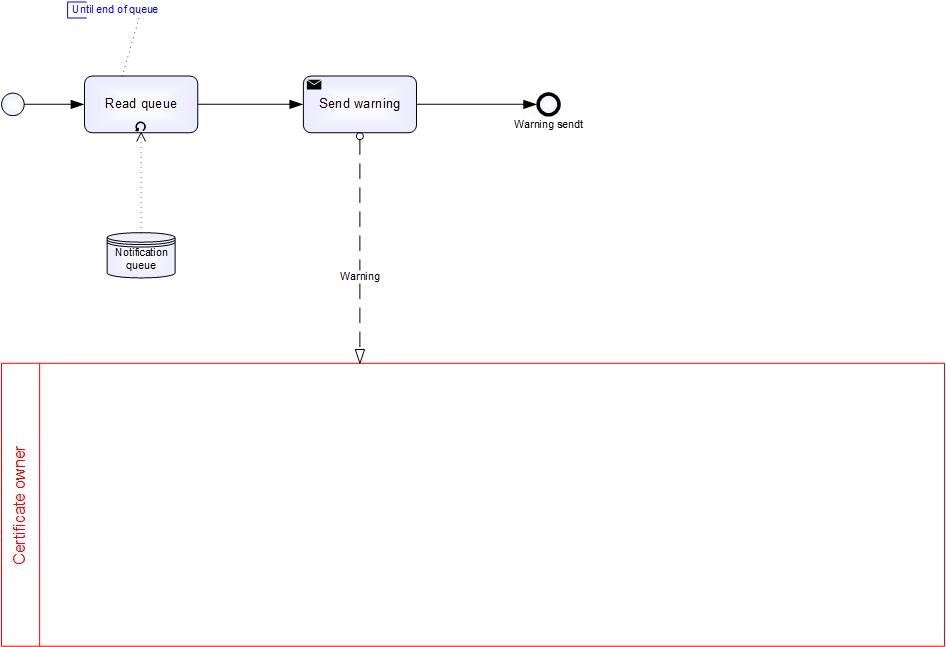 Until end of queue
Read queue
Send warning
Warning sendt
Notification
queue
Warning
Certificate owner